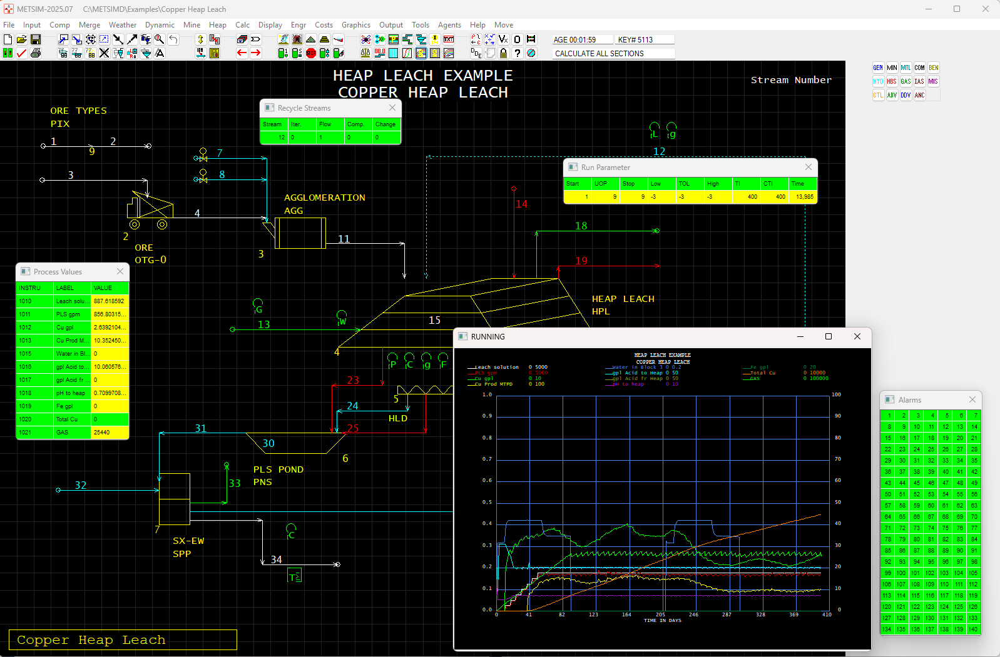 METSIM-2025.07 C:\METSIMD\Examples\Copper Heap Leach
File Input Comp Merge Weather Dynamic Mine Heap Calc Display Engr Costs Graphics Output Tools Agents Help Move
AGE 00:01:59 KEY# 5113
CALCULATE ALL SECTIONS
GEN MIN MTL COM BEN
HYD HBS GAS IAS MIS
CTL ADV DDV ANC
HEAP LEACH EXAMPLE
COPPER HEAP LEACH
Stream Number
ORE TYPES
PIX
1 2
9
3
7
8
4
2
ORE
OTG-0
AGGLOMERATION
AGG
3
11
Recycle Streams
Stream Iter. Flow Comp. Change
12 0 1 0 0
L g
12
Run Parameter
Start UOP Stop Low TOL High TI CTI Time
1 9 9 -3 -3 -3 400 400 13,985
14
18
19
HEAP LEACH
HPL
15
G
13
W
4
P C g F
23
24
25
5
HLD
Process Values
INSTRU LABEL VALUE
1010 Leach solu... 887.618592
1011 PLS gpm 856.80315...
1012 Cu gpl 2.6392104...
1013 Cu Prod M... 10.352450...
1015 Water in Bl... 0
1016 gpl Acid to... 10.060576...
1017 gpl Acid fr ... 0
1018 pH to heap 0.7099708...
1019 Fe gpl 0
1020 Total Cu 0
1021 GAS 25440
31
30
6
PLS POND
PNS
32
33
7
SX-EW
SPP
C
34
T
Copper Heap Leach
RUNNING
HEAP LEACH EXAMPLE
COPPER HEAP LEACH
Leach solution 0 5000 Water in Block 3 0 0.2 Fe gpl 0 20
PLS gpm 0 5000 gpl Acid to Heap 0 50 Total Cu 0 10000
Cu gpl 0 10 gpl Acid fr Heap 0 50 GAS 0 100000
Cu Prod MTPD 0 100 pH to heap 0 10
1.0 100
0.9 90
0.8 80
0.7 70
0.6 60
0.5 50
0.4 40
0.3 30
0.2 20
0.1 10
0.0 0
0 41 82 123 164 205 246 287 328 369 410
TIME IN DAYS
Alarms
1 2 3 4 5 6 7
8 9 10 11 12 13 14
15 16 17 18 19 20 21
22 23 24 25 26 27 28
29 30 31 32 33 34 35
36 37 38 39 40 41 42
43 44 45 46 47 48 49
50 51 52 53 54 55 56
57 58 59 60 61 62 63
64 65 66 67 68 69 70
71 72 73 74 75 76 77
78 79 80 81 82 83 84
85 86 87 88 89 90 91
92 93 94 95 96 97 98
99 100 101 102 103 104 105
106 107 108 109 110 111 112
113 114 115 116 117 118 119
120 121 122 123 124 125 126
127 128 129 130 131 132 133
134 135 136 137 138 139 140